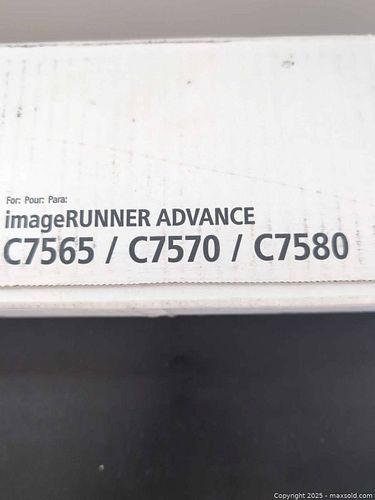 For: Pour: Para:
imageRUNNER ADVANCE
C7565 / C7570 / C7580
Copyright 2025 - maxsold.com